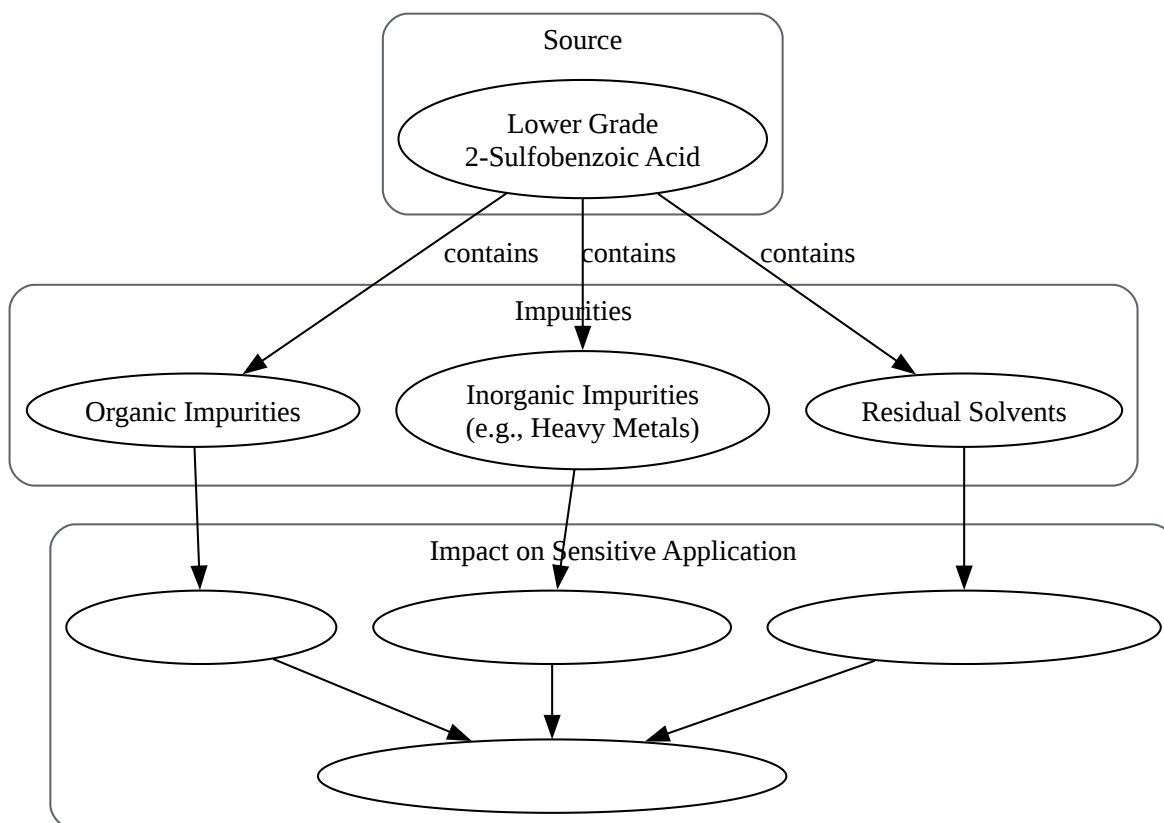 Source
Lower Grade
2-Sulfobenzoic Acid
contains
contains
contains
Impurities
Organic Impurities
Inorganic Impurities
(e.g., Heavy Metals)
Residual Solvents
Impact on Sensitive Application